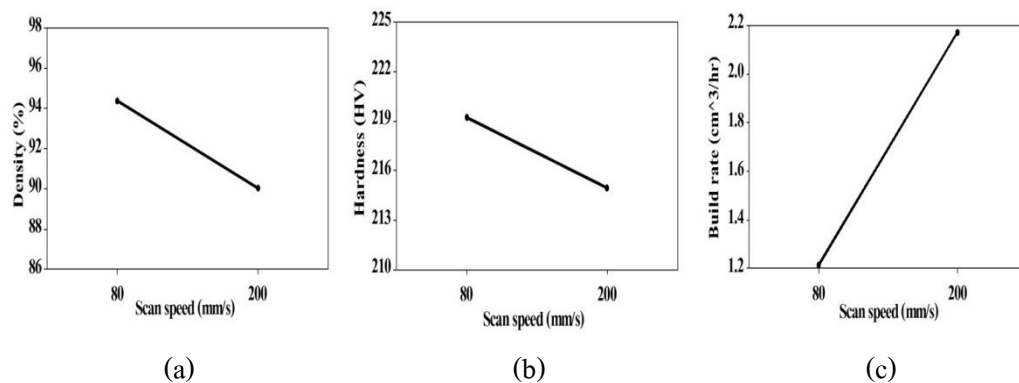 Density (%)
98
96
94
92
90
88
86
80
200
Scan speed (mm/s)
(a)
Hardness (HV)
225
222
219
216
213
210
80
200
Scan speed (mm/s)
(b)
Build rate (cm^3/hr)
2.2
2.0
1.8
1.6
1.4
1.2
80
200
Scan speed (mm/s)
(c)